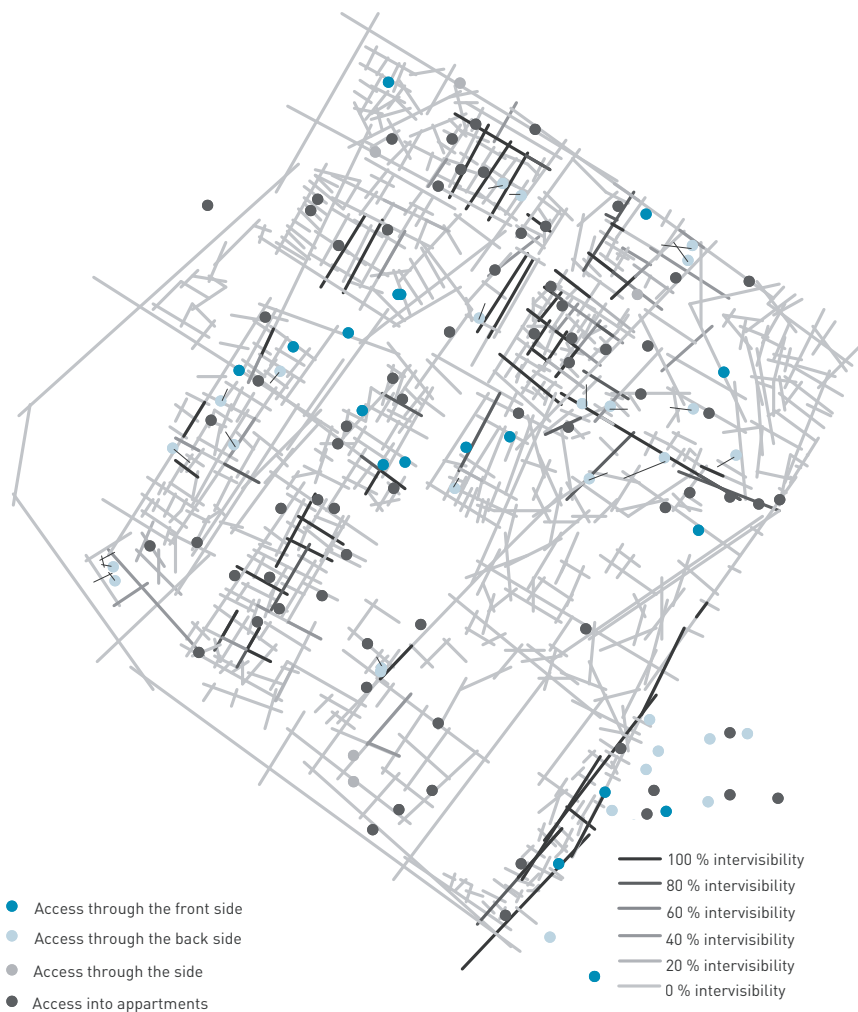 100 % intervisibility
80 % intervisibility
60 % intervisibility
40 % intervisibility
20 % intervisibility
0 % intervisibility
Access through the front side
Access through the back side
Access through the side
Access into appartments